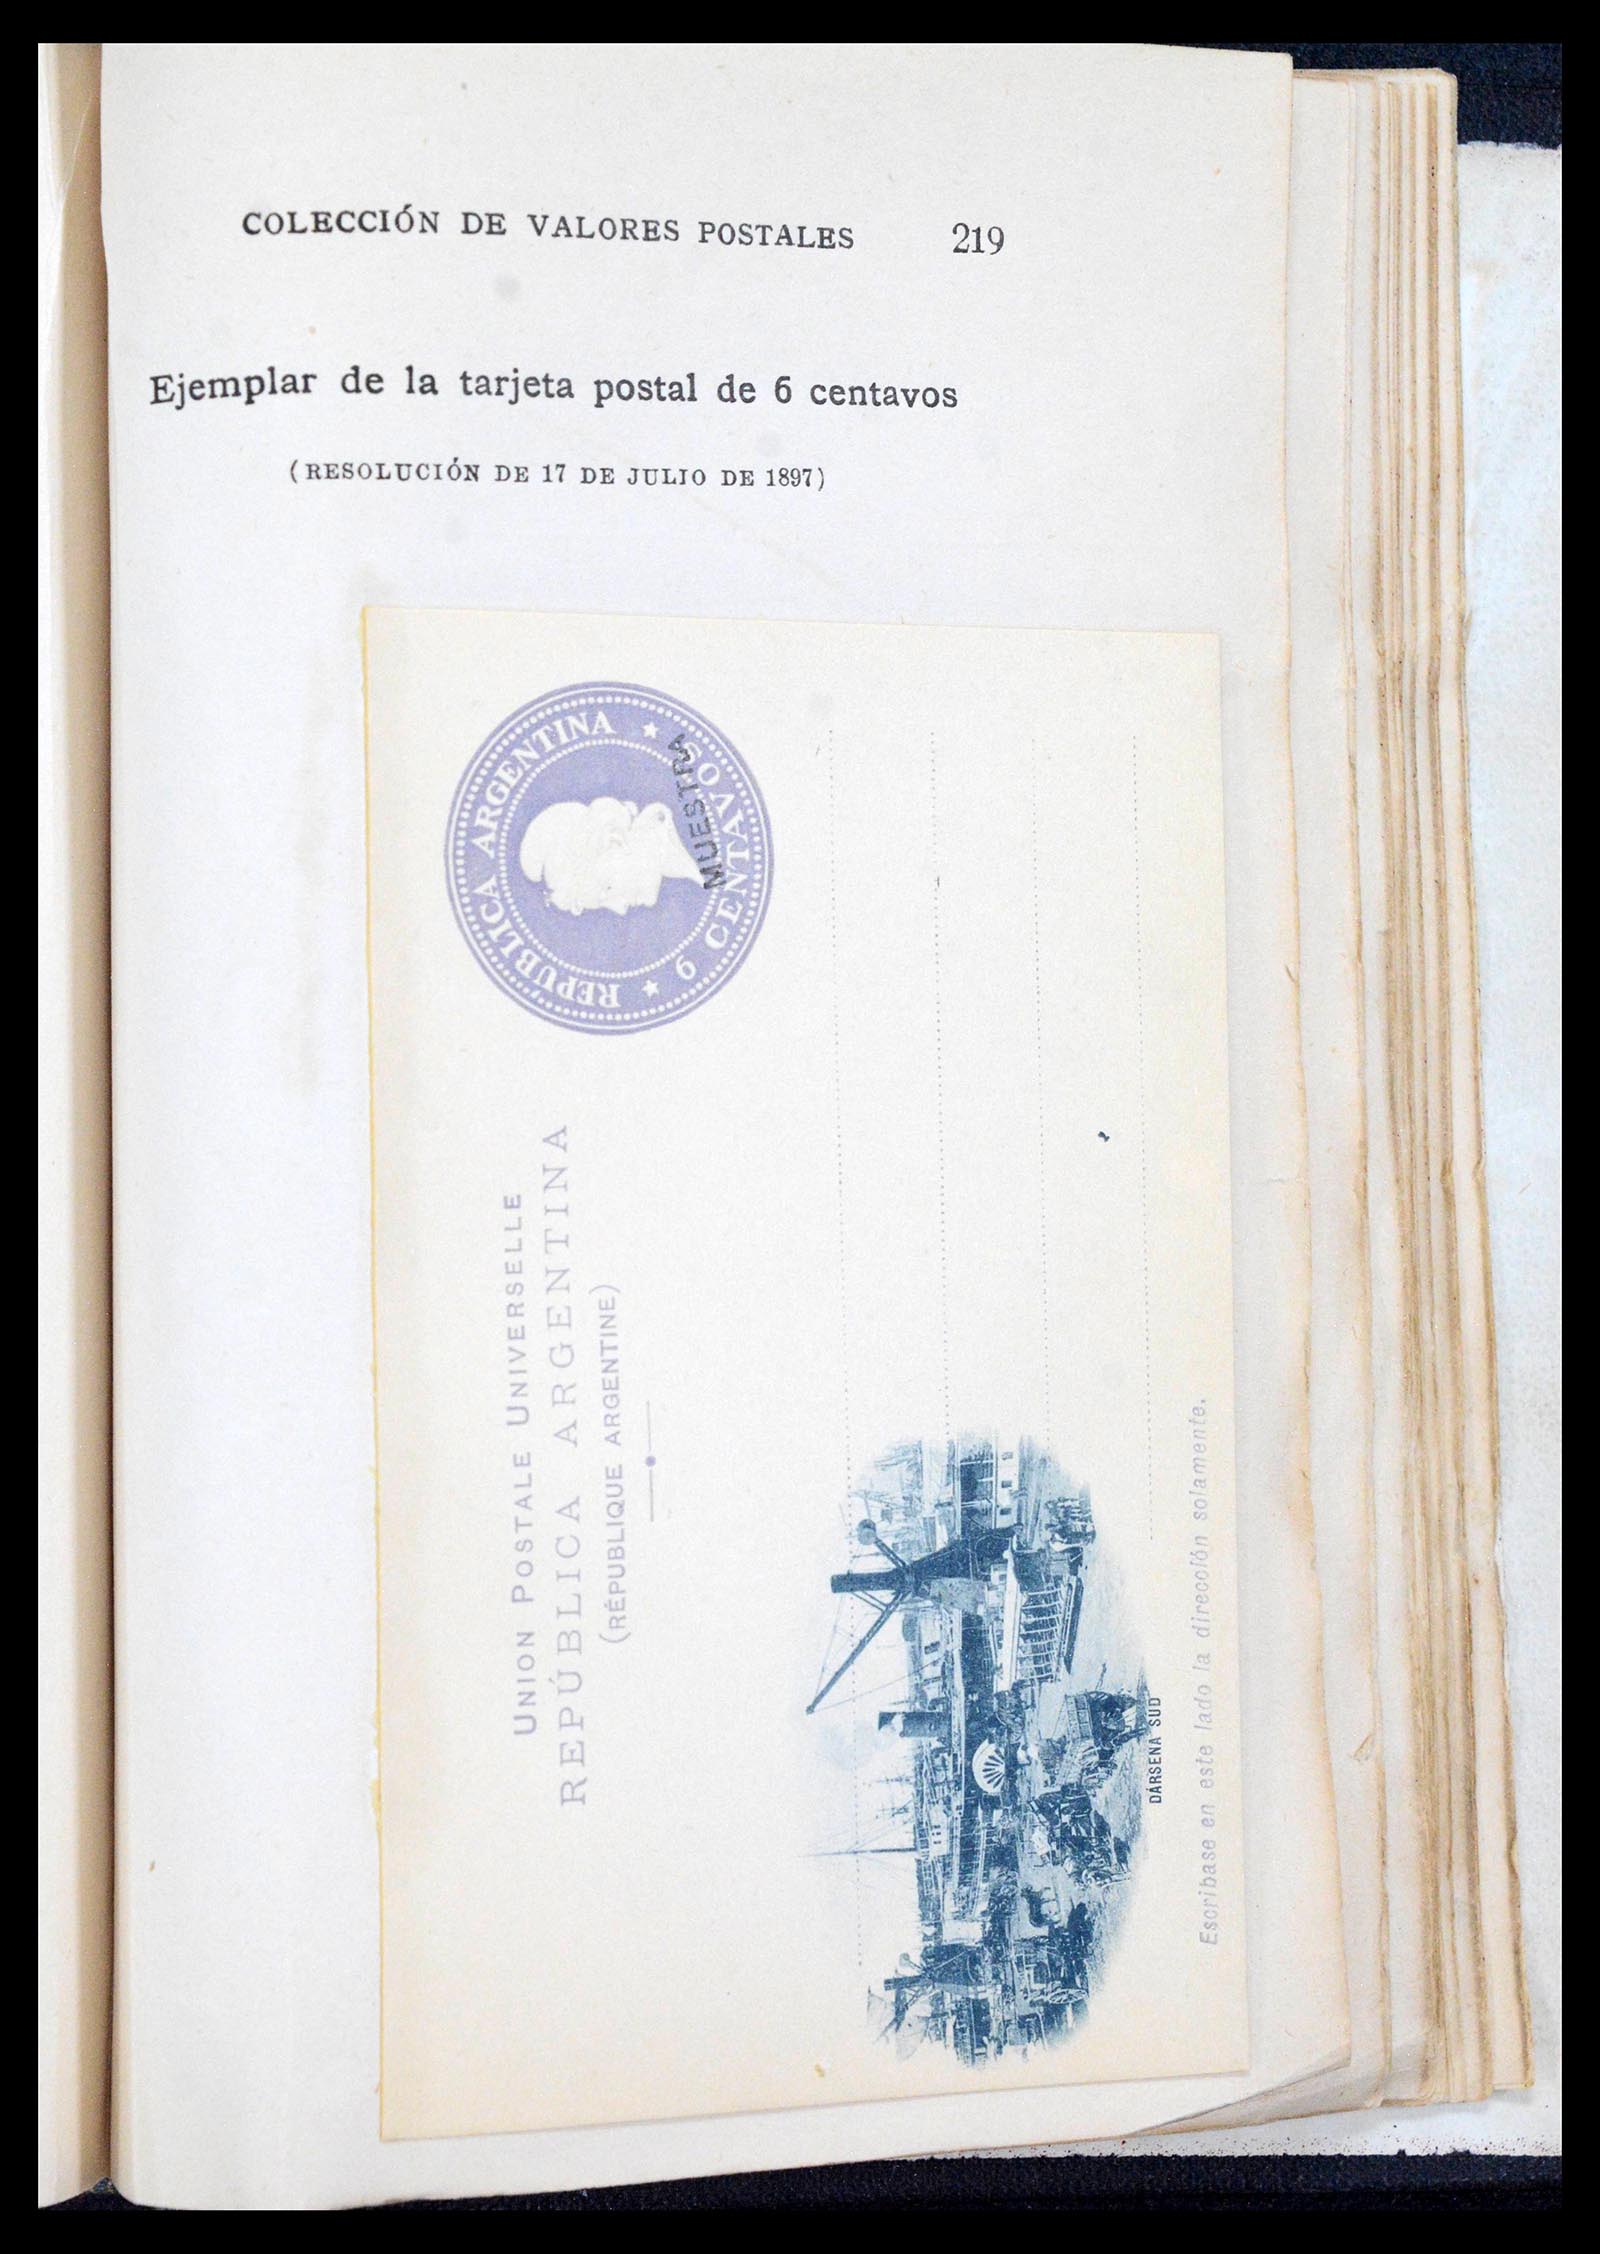 COLECCIÓN DE VALORES POSTALES 219
Ejemplar de la tarjeta postal de 6 centavos
(RESOLUCIÓN DE 17 DE JULIO DE 1897)
UNION POSTALE UNIVERSELLE
REPÚBLICA ARGENTINA
(RÉPUBLIQUE ARGENTINE)
REPUBLICA ARGENTINA
6 CENTAVOS
MUESTRA
DÁRSENA SUD
Escríbase en este lado la dirección solamente.